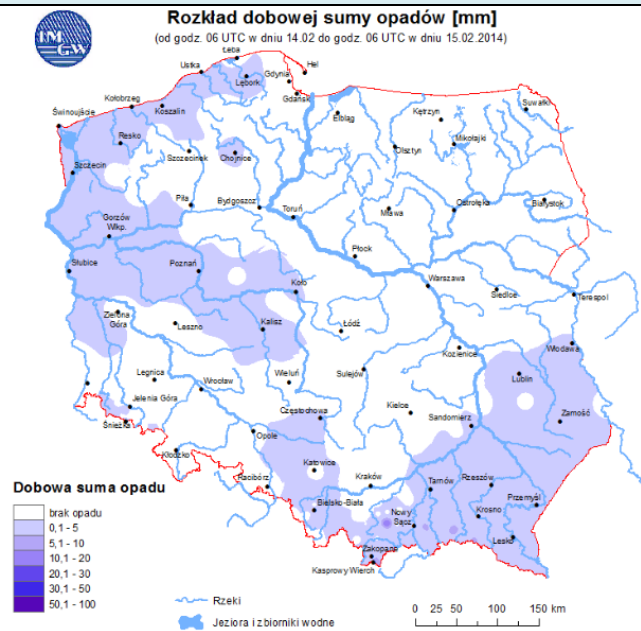 Rozkład dobowej sumy opadów [mm]
(od godz. 06 UTC w dniu 14.02 do godz. 06 UTC w dniu 15.02.2014)
IM
GW
Łeba
Ustka
Hel
Lębork
Gdynia
Gdańsk
Kołobrzeg
Koszalin
Świnoujście
Elbląg
Kętrzyn
Suwałki
Resko
Szczecinek
Chojnice
Olsztyn
Mikołajki
Szczecin
Piła
Bydgoszcz
Toruń
Mława
Ostrołęka
Białystok
Gorzów
Wlkp.
Płock
Słubice
Poznań
Koło
Warszawa
Siedlce
Terespol
Zielona
Góra
Leszno
Kalisz
Łódź
Kozienice
Włodawa
Legnica
Wrocław
Wieluń
Sulejów
Lublin
Jelenia Góra
Śnieżka
Częstochowa
Kielce
Sandomierz
Zamość
Kłodzko
Opole
Katowice
Racibórz
Kraków
Tarnów
Rzeszów
Bielsko-Biała
Nowy
Sącz
Krosno
Przemyśl
Lesko
Zakopane
Kasprowy Wierch
Dobowa suma opadu
brak opadu
0,1 - 5
5,1 - 10
10,1 - 20
20,1 - 30
30,1 - 50
50,1 - 100
Rzeki
Jeziora i zbiorniki wodne
0 25 50 100 150 km